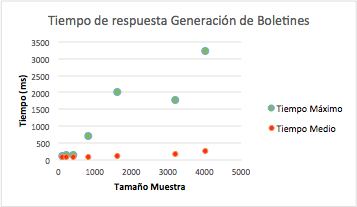 Tiempo de respuesta Generación de Boletines
3500
3000
2500
2000
1500
1000
500
0
Tiempo (ms)
0 1000 2000 3000 4000 5000
Tamaño Muestra
Tiempo Máximo
Tiempo Medio